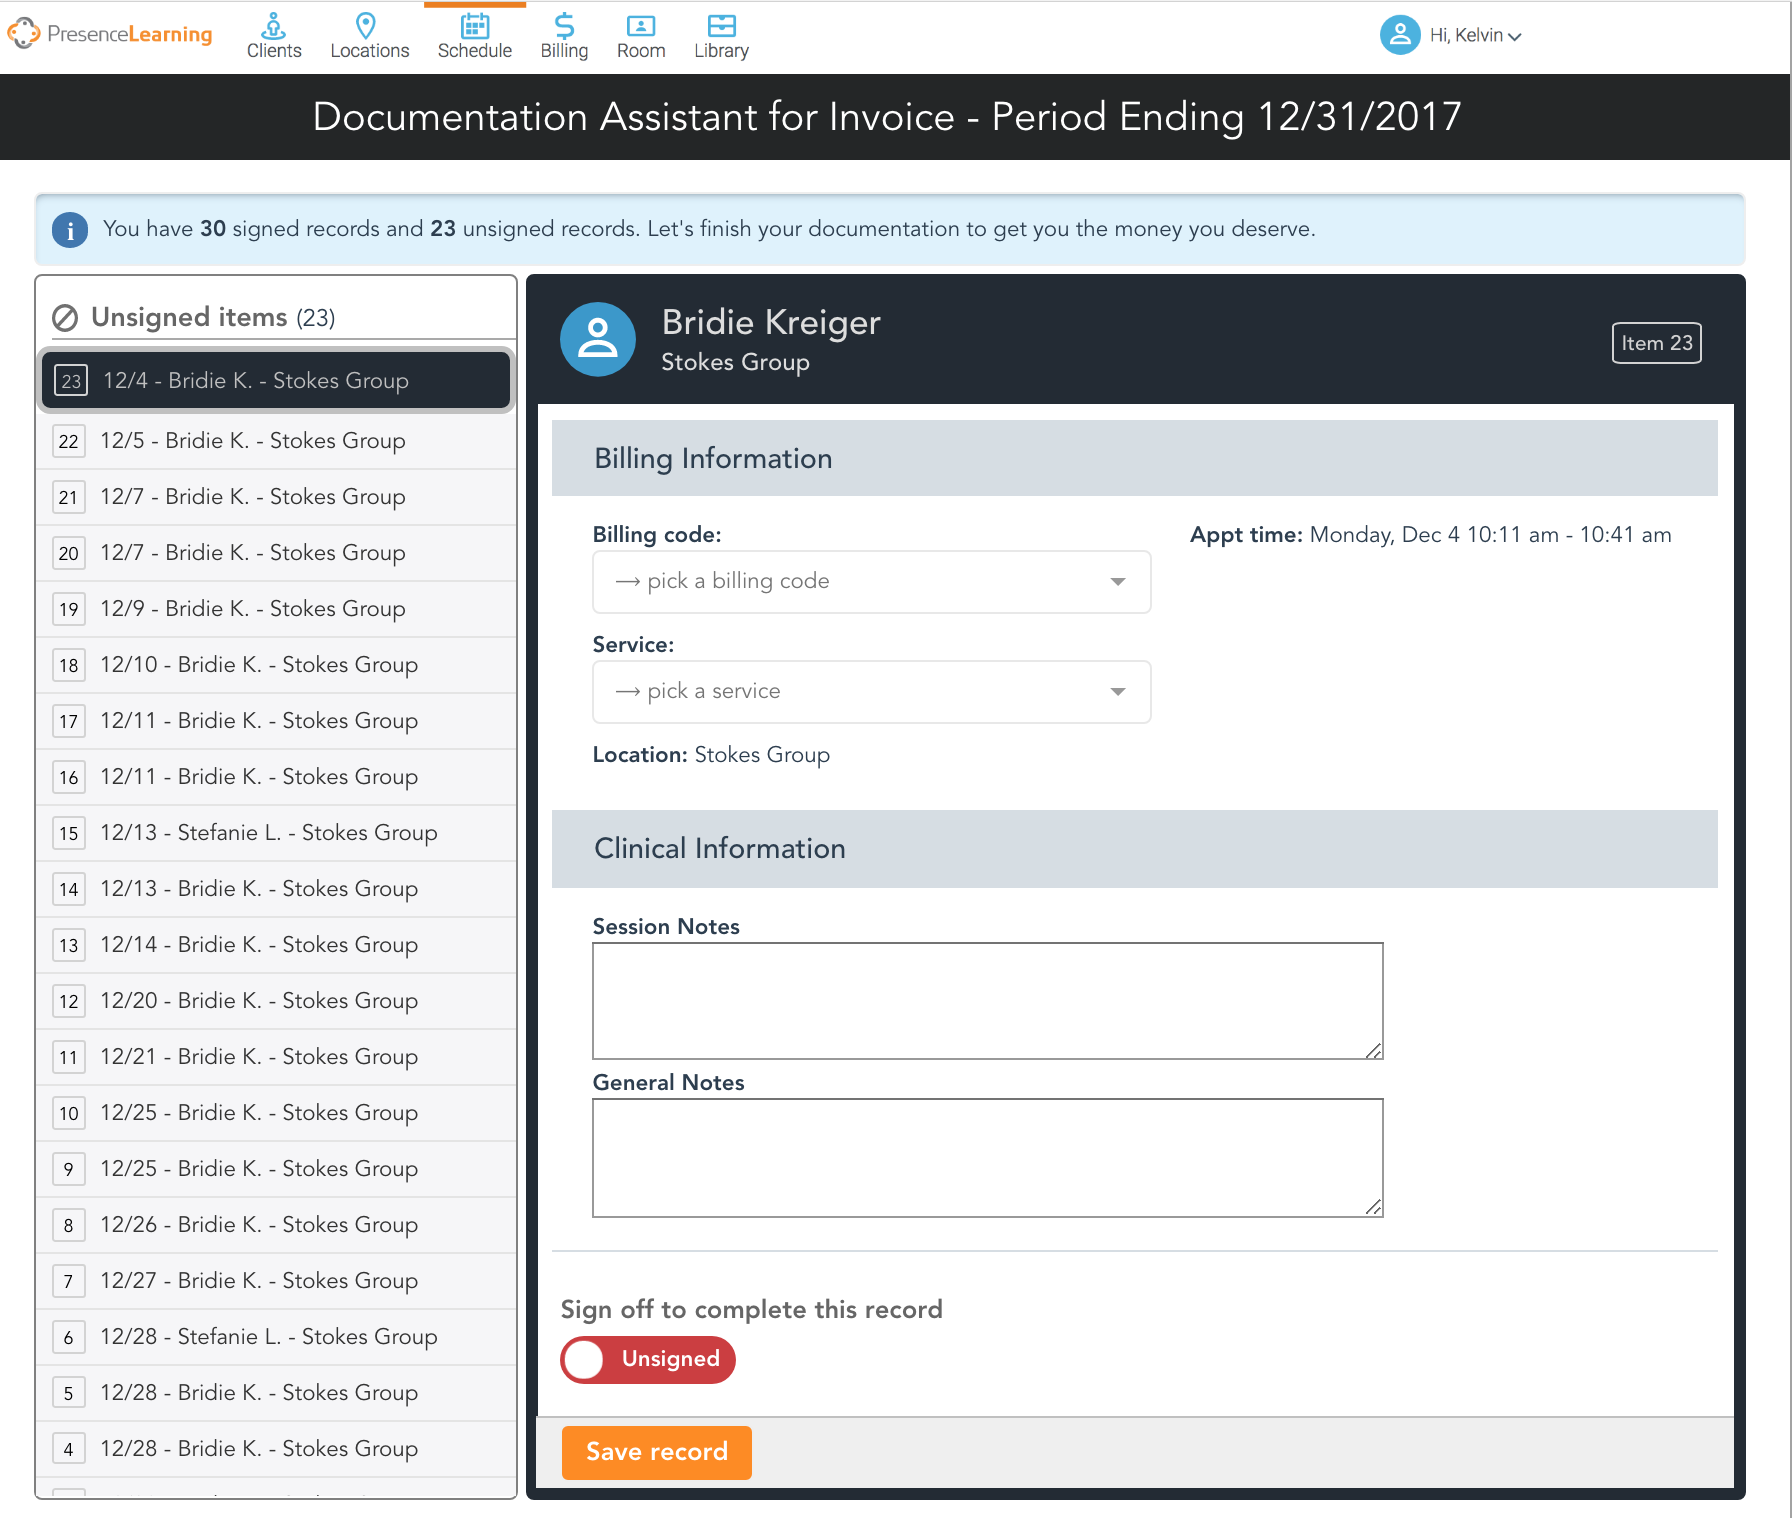 PresenceLearning
Clients
Locations
Schedule
Billing
Room
Library
Hi, Kelvin
Documentation Assistant for Invoice - Period Ending 12/31/2017
You have 30 signed records and 23 unsigned records. Let's finish your documentation to get you the money you deserve.
Unsigned items (23)
23 12/4 - Bridie K. - Stokes Group
22 12/5 - Bridie K. - Stokes Group
21 12/7 - Bridie K. - Stokes Group
20 12/7 - Bridie K. - Stokes Group
19 12/9 - Bridie K. - Stokes Group
18 12/10 - Bridie K. - Stokes Group
17 12/11 - Bridie K. - Stokes Group
16 12/11 - Bridie K. - Stokes Group
15 12/13 - Stefanie L. - Stokes Group
14 12/13 - Bridie K. - Stokes Group
13 12/14 - Bridie K. - Stokes Group
12 12/20 - Bridie K. - Stokes Group
11 12/21 - Bridie K. - Stokes Group
10 12/25 - Bridie K. - Stokes Group
9 12/25 - Bridie K. - Stokes Group
8 12/26 - Bridie K. - Stokes Group
7 12/27 - Bridie K. - Stokes Group
6 12/28 - Stefanie L. - Stokes Group
5 12/28 - Bridie K. - Stokes Group
4 12/28 - Bridie K. - Stokes Group
Bridie Kreiger
Stokes Group
Item 23
Billing Information
Billing code:
→ pick a billing code
Appt time: Monday, Dec 4 10:11 am - 10:41 am
Service:
→ pick a service
Location: Stokes Group
Clinical Information
Session Notes
General Notes
Sign off to complete this record
Unsigned
Save record